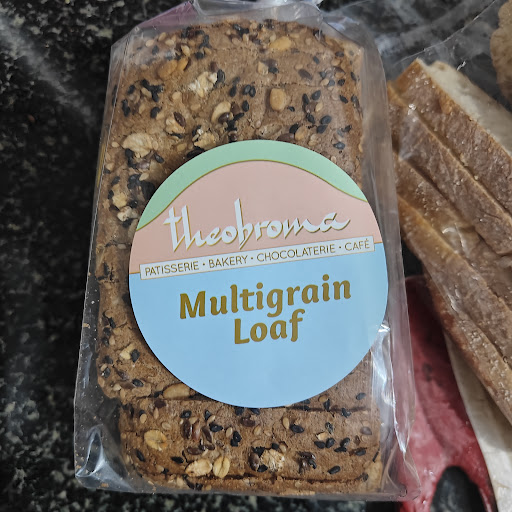 theobroma
PATISSERIE • BAKERY • CHOCOLATERIE • CAFÉ
Multigrain
Loaf